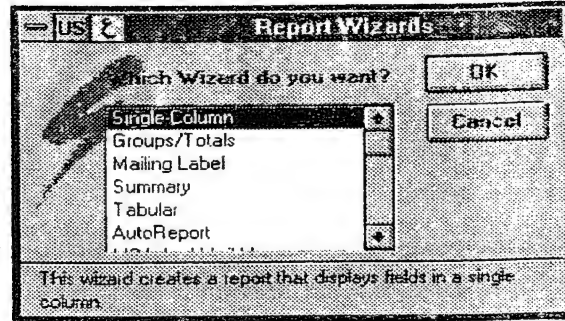 US ع Report Wizards
Which Wizard do you want?
OK
Single-Column
Cancel
Groups/Totals
Mailing Label
Summary
Tabular
AutoReport
This wizard creates a report that displays fields in a single
column.